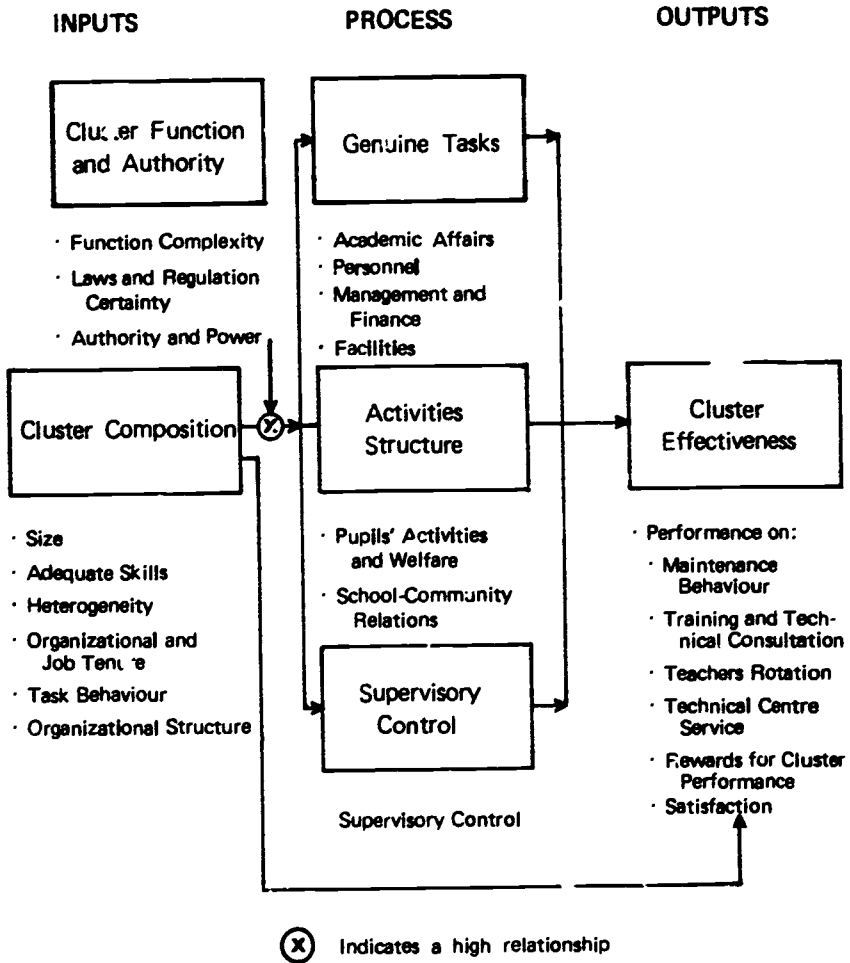 INPUTS
PROCESS
OUTPUTS
Cluster Function
and Authority
· Function Complexity
· Laws and Regulation
Certainty
· Authority and Power
Cluster Composition
· Size
· Adequate Skills
· Heterogeneity
· Organizational and
Job Tenure
· Task Behaviour
· Organizational Structure
Genuine Tasks
· Academic Affairs
· Personnel
· Management and
Finance
· Facilities
Activities
Structure
· Pupils' Activities
and Welfare
· School-Community
Relations
Supervisory
Control
Supervisory Control
Cluster
Effectiveness
· Performance on:
· Maintenance
Behaviour
· Training and Tech-
nical Consultation
· Teachers Rotation
· Technical Centre
Service
· Rewards for Cluster
Performance
· Satisfaction
X Indicates a high relationship